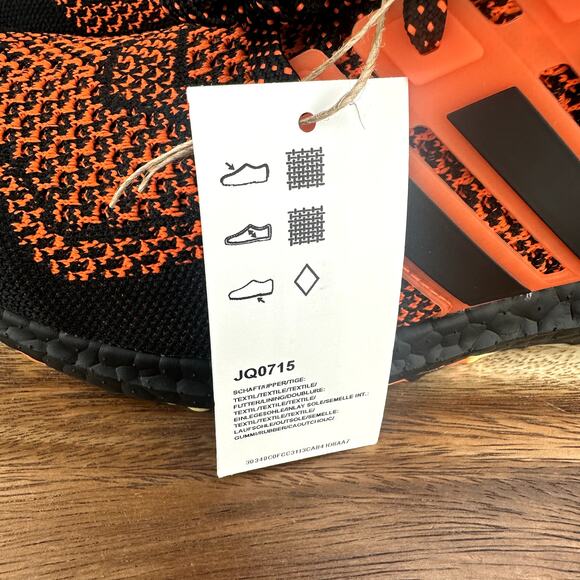 JQ0715
SCHAFT/UPPER/TIGE:
TEXTIL/TEXTILE/TEXTILE/
FUTTER/LINING/DOUBLURE:
TEXTIL/TEXTILE/TEXTILE/
EINLEGESOHLE/INLAY SOLE/SEMELLE INT.:
TEXTIL/TEXTILE/TEXTILE/
LAUFSOHLE/OUTSOLE/SEMELLE:
GUMMI/RUBBER/CAOUTCHOUC/